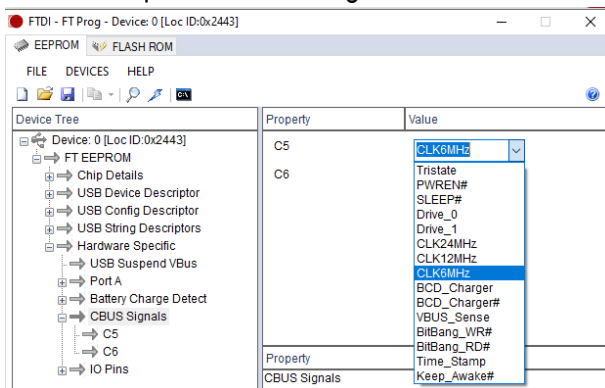 FTDI - FT Prog - Device: 0 [Loc ID:0x2443]
EEPROM FLASH ROM
FILE DEVICES HELP
Device Tree
Device: 0 [Loc ID:0x2443]
FT EEPROM
Chip Details
USB Device Descriptor
USB Config Descriptor
USB String Descriptors
Hardware Specific
USB Suspend VBus
Port A
Battery Charge Detect
CBUS Signals
C5
C6
IO Pins
Property Value
C5 CLK6MHz
C6
Tristate
PWREN#
SLEEP#
Drive_0
Drive_1
CLK24MHz
CLK12MHz
CLK6MHz
BCD_Charger
BCD_Charger#
VBUS_Sense
BitBang_WR#
BitBang_RD#
Time_Stamp
Keep_Awake#
Property
CBUS Signals